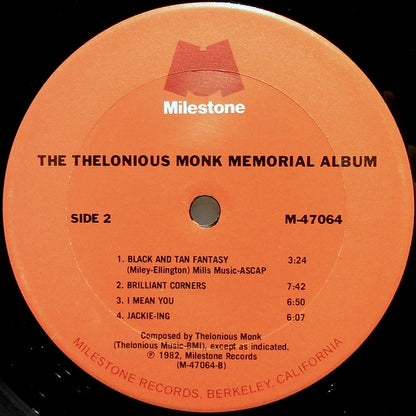 Milestone
THE THELONIOUS MONK MEMORIAL ALBUM
SIDE 2 M-47064
1. BLACK AND TAN FANTASY 3:24
(Miley-Ellington) Mills Music-ASCAP
2. BRILLIANT CORNERS 7:42
3. I MEAN YOU 6:50
4. JACKIE-ING 6:07
Composed by Thelonious Monk
(Thelonious Music-BMI), except as indicated.
℗ 1982, Milestone Records
(M-47064-B)
MILESTONE RECORDS, BERKELEY, CALIFORNIA